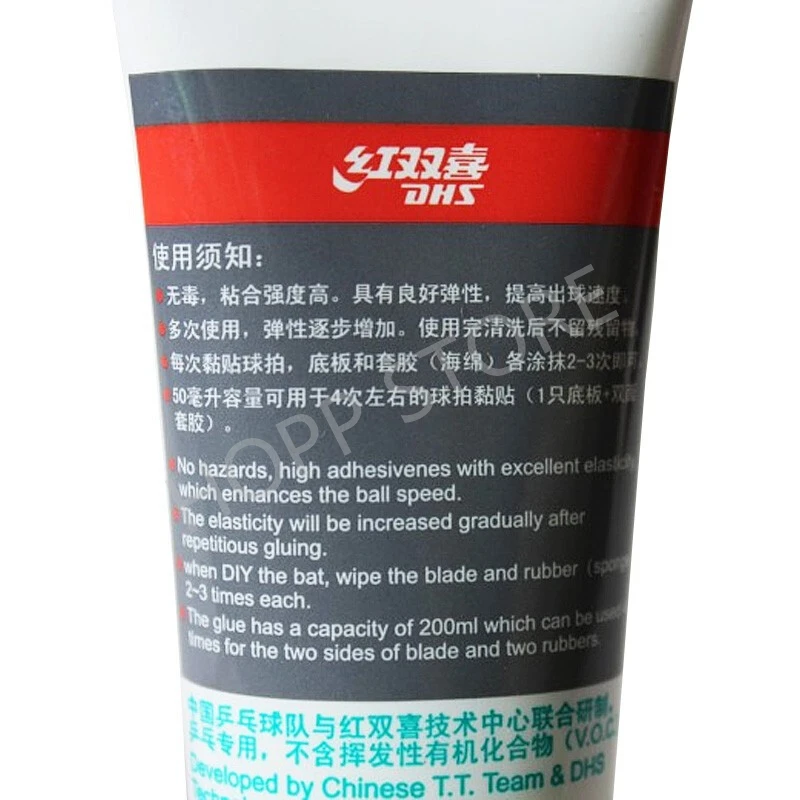 红双喜
DHS
使用须知：
无毒，粘合强度高。具有良好弹性，提高出球速度。
多次使用，弹性逐步增加。使用完清洗后不留残留物。
每次黏贴球拍，底板和套胶（海绵）各涂抹2-3次即可
50毫升容量可用于4次左右的球拍黏贴（1只底板+双面
套胶）。
No hazards, high adhesivenes with excellent elasticity
which enhances the ball speed.
The elasticity will be increased gradually after
repetitious gluing.
when DIY the bat, wipe the blade and rubber (sponge
2~3 times each.
The glue has a capacity of 200ml which can be used
times for the two sides of blade and two rubbers.
中国乒乓球队与红双喜技术中心联合研制，
乒乓专用，不含挥发性有机化合物（V.O.C.
Developed by Chinese T.T. Team & DHS
JOPP STORE